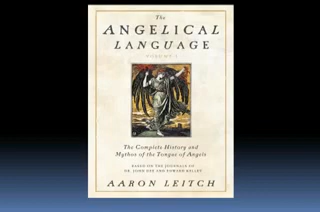 The
ANGELICAL
LANGUAGE
VOLUME I
The Complete History and
Mythos of the Tongue of Angels
BASED ON THE JOURNALS OF
DR. JOHN DEE AND EDWARD KELLEY
AARON LEITCH